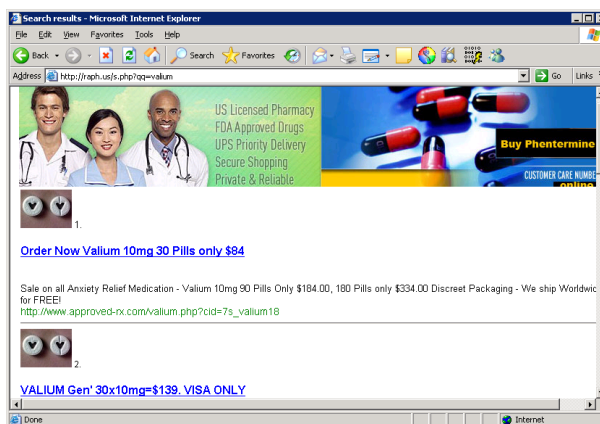 Search results - Microsoft Internet Explorer
File Edit View Favorites Tools Help
Back Search Favorites
Address http://raph.us/s.php?qq=valium Go Links
US Licensed Pharmacy
FDA Approved Drugs
UPS Priority Delivery
Secure Shopping
Private & Reliable
Buy Phentermine
CUSTOMER CARE NUMBE
online
1.
Order Now Valium 10mg 30 Pills only $84
Sale on all Anxiety Relief Medication - Valium 10mg 90 Pills Only $184.00, 180 Pills only $334.00 Discreet Packaging - We ship Worldwic
for FREE!
http://www.approved-rx.com/valium.php?cid=7s_valium18
2.
VALIUM Gen' 30x10mg=$139. VISA ONLY
Done Internet